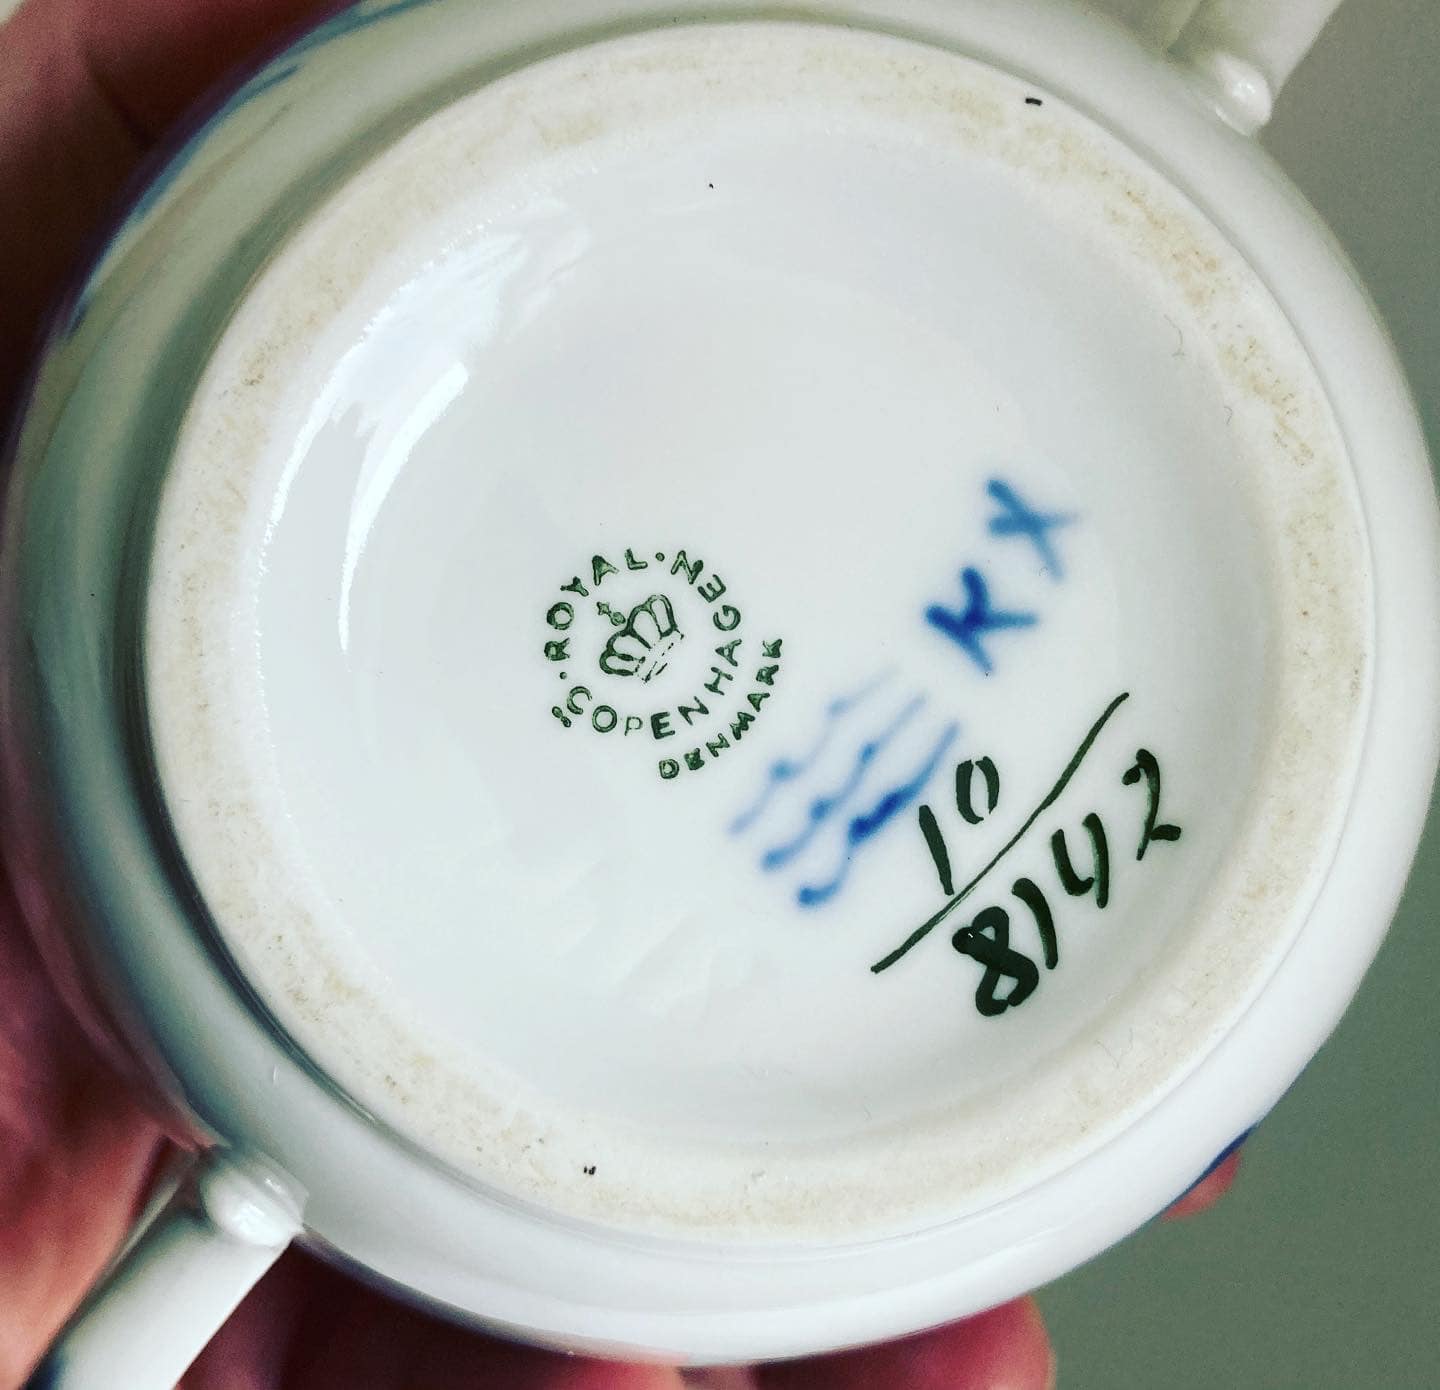 ROYAL · COPENHAGEN
DENMARK
KX
10
8142